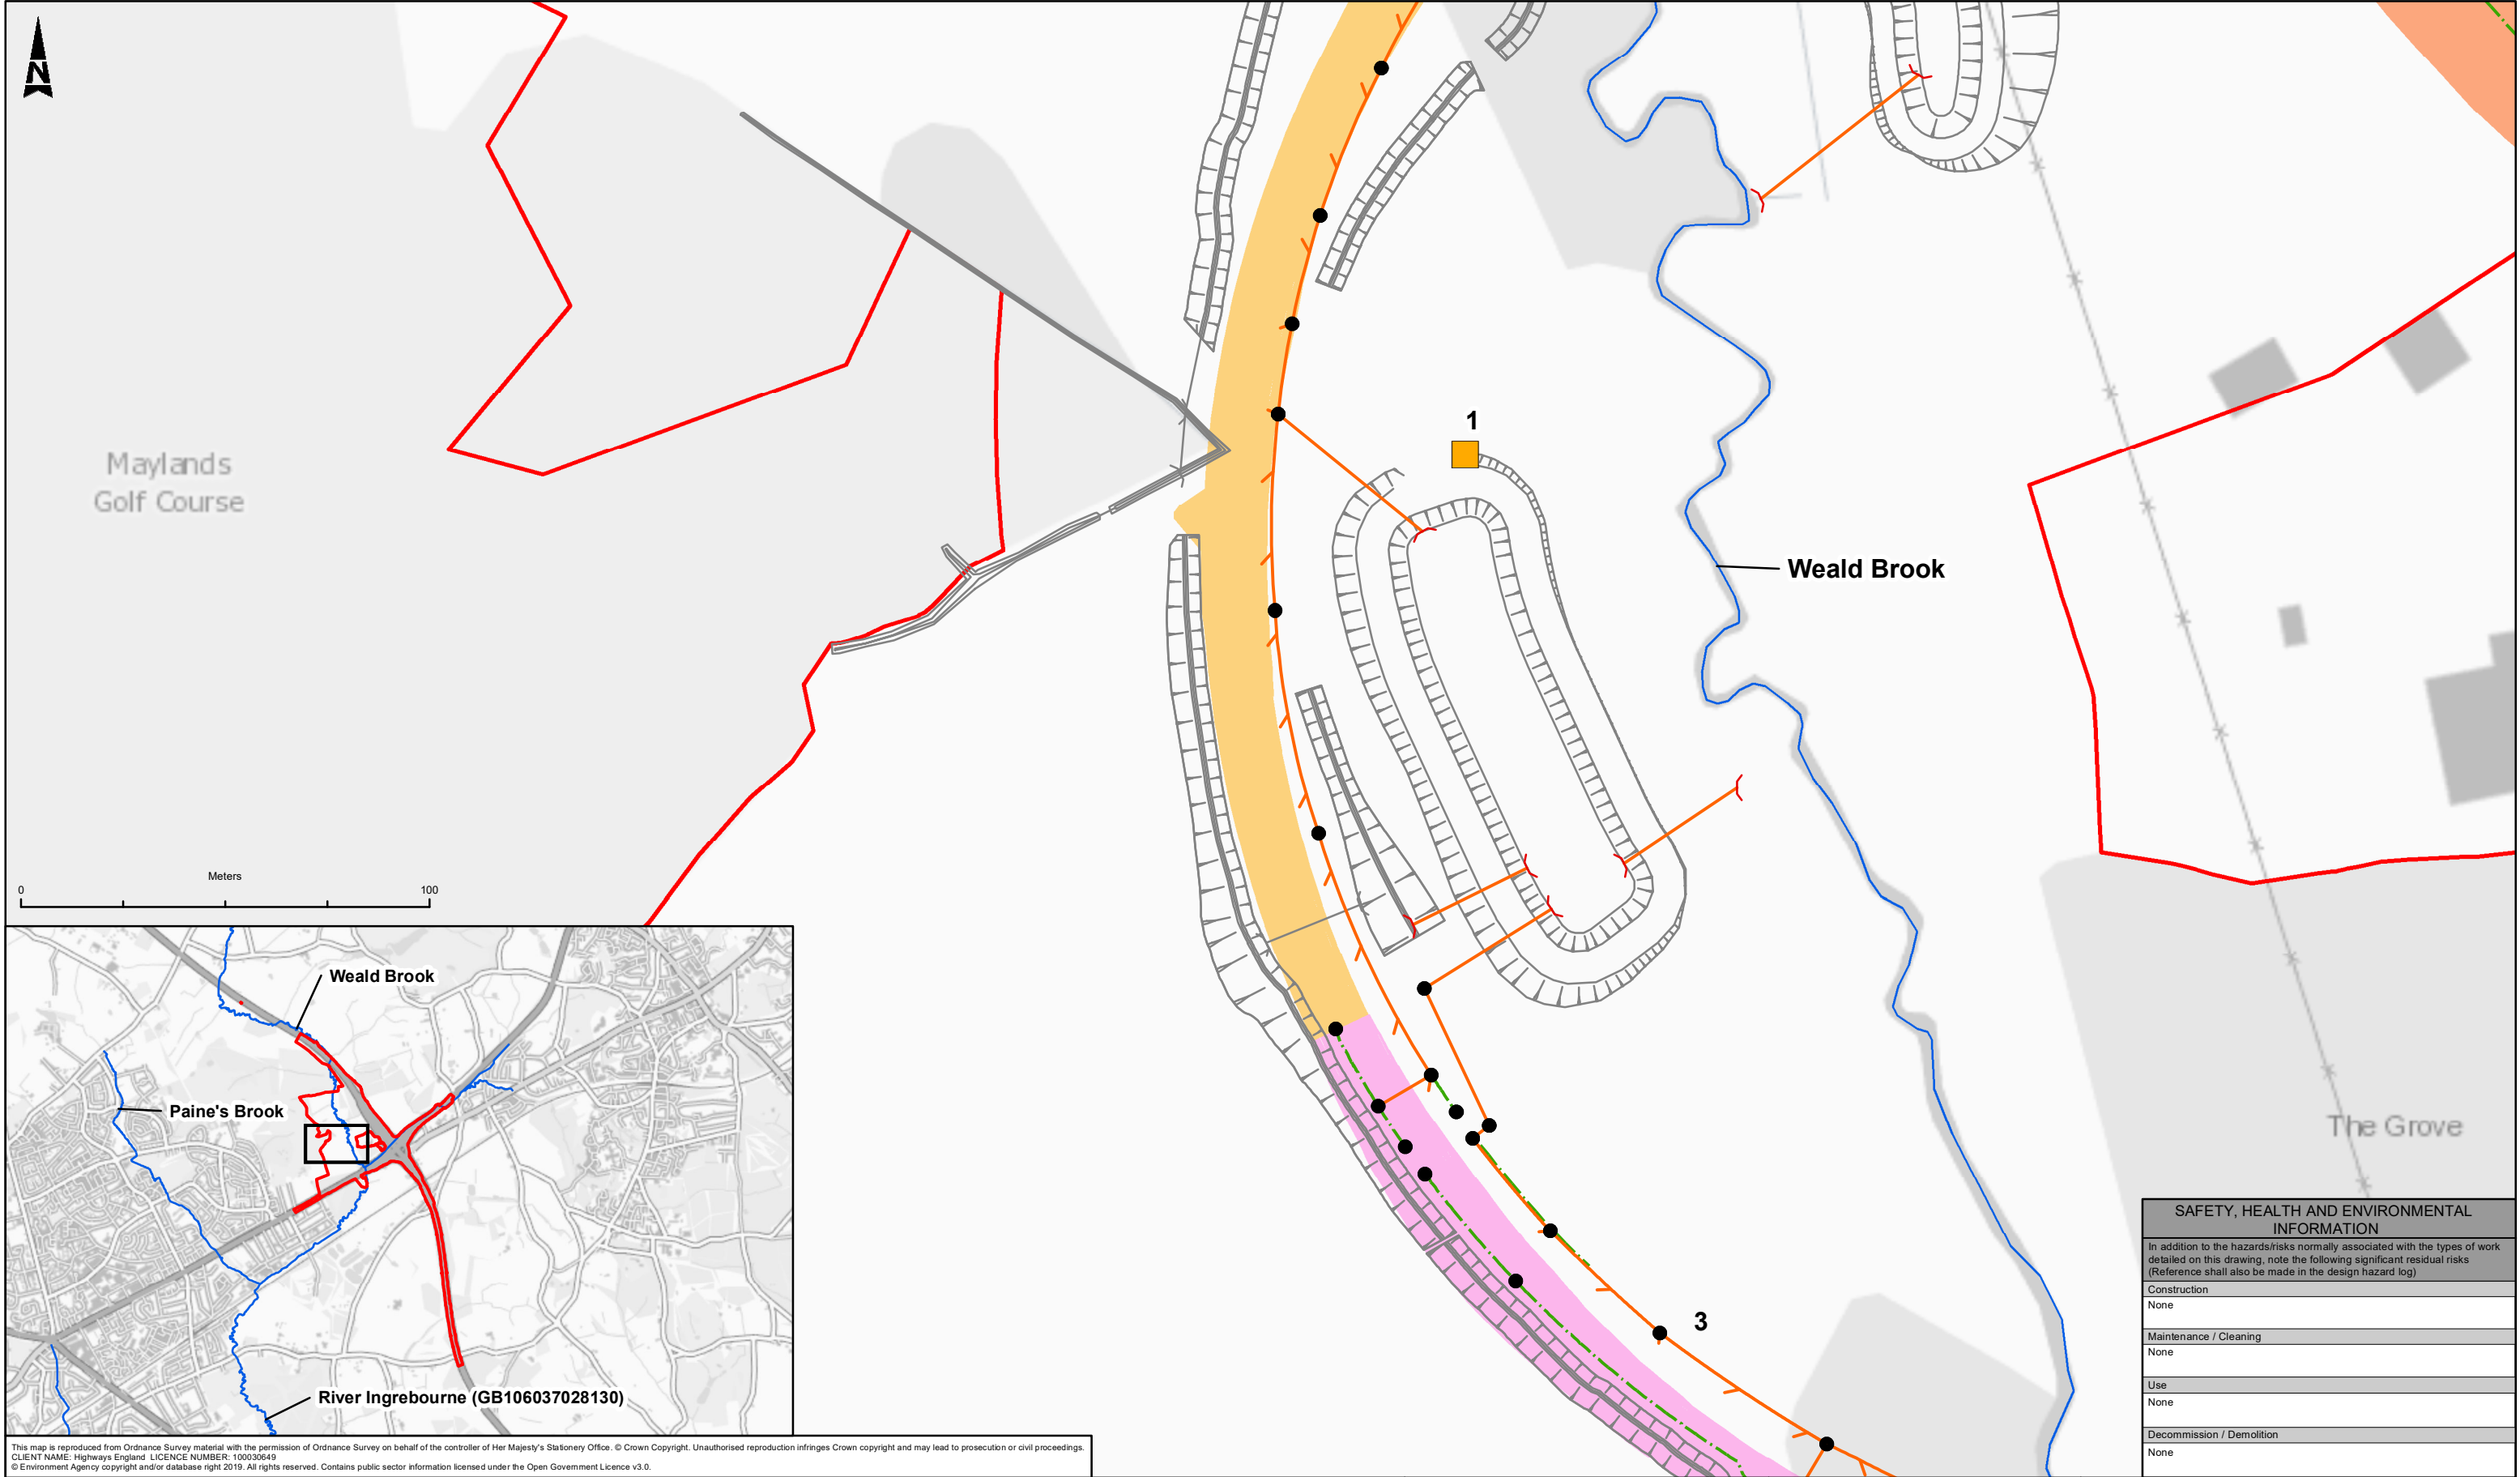 N
1
Maylands
Golf Course
Weald Brook
Meters
0 100
Weald Brook
Paine's Brook
River Ingrebourne (GB106037028130)
The Grove
3
SAFETY, HEALTH AND ENVIRONMENTAL
INFORMATION
In addition to the hazards/risks normally associated with the types of work
detailed on this drawing, note the following significant residual risks
(Reference shall also be made in the design hazard log)
Construction
None
Maintenance / Cleaning
None
Use
None
Decommission / Demolition
None
This map is reproduced from Ordnance Survey material with the permission of Ordnance Survey on behalf of the controller of Her Majesty's Stationery Office. © Crown Copyright. Unauthorised reproduction infringes Crown copyright and may lead to prosecution or civil proceedings.
CLIENT NAME: Highways England LICENCE NUMBER: 100030649
© Environment Agency copyright and/or database right 2019. All rights reserved. Contains public sector information licensed under the Open Government Licence v3.0.